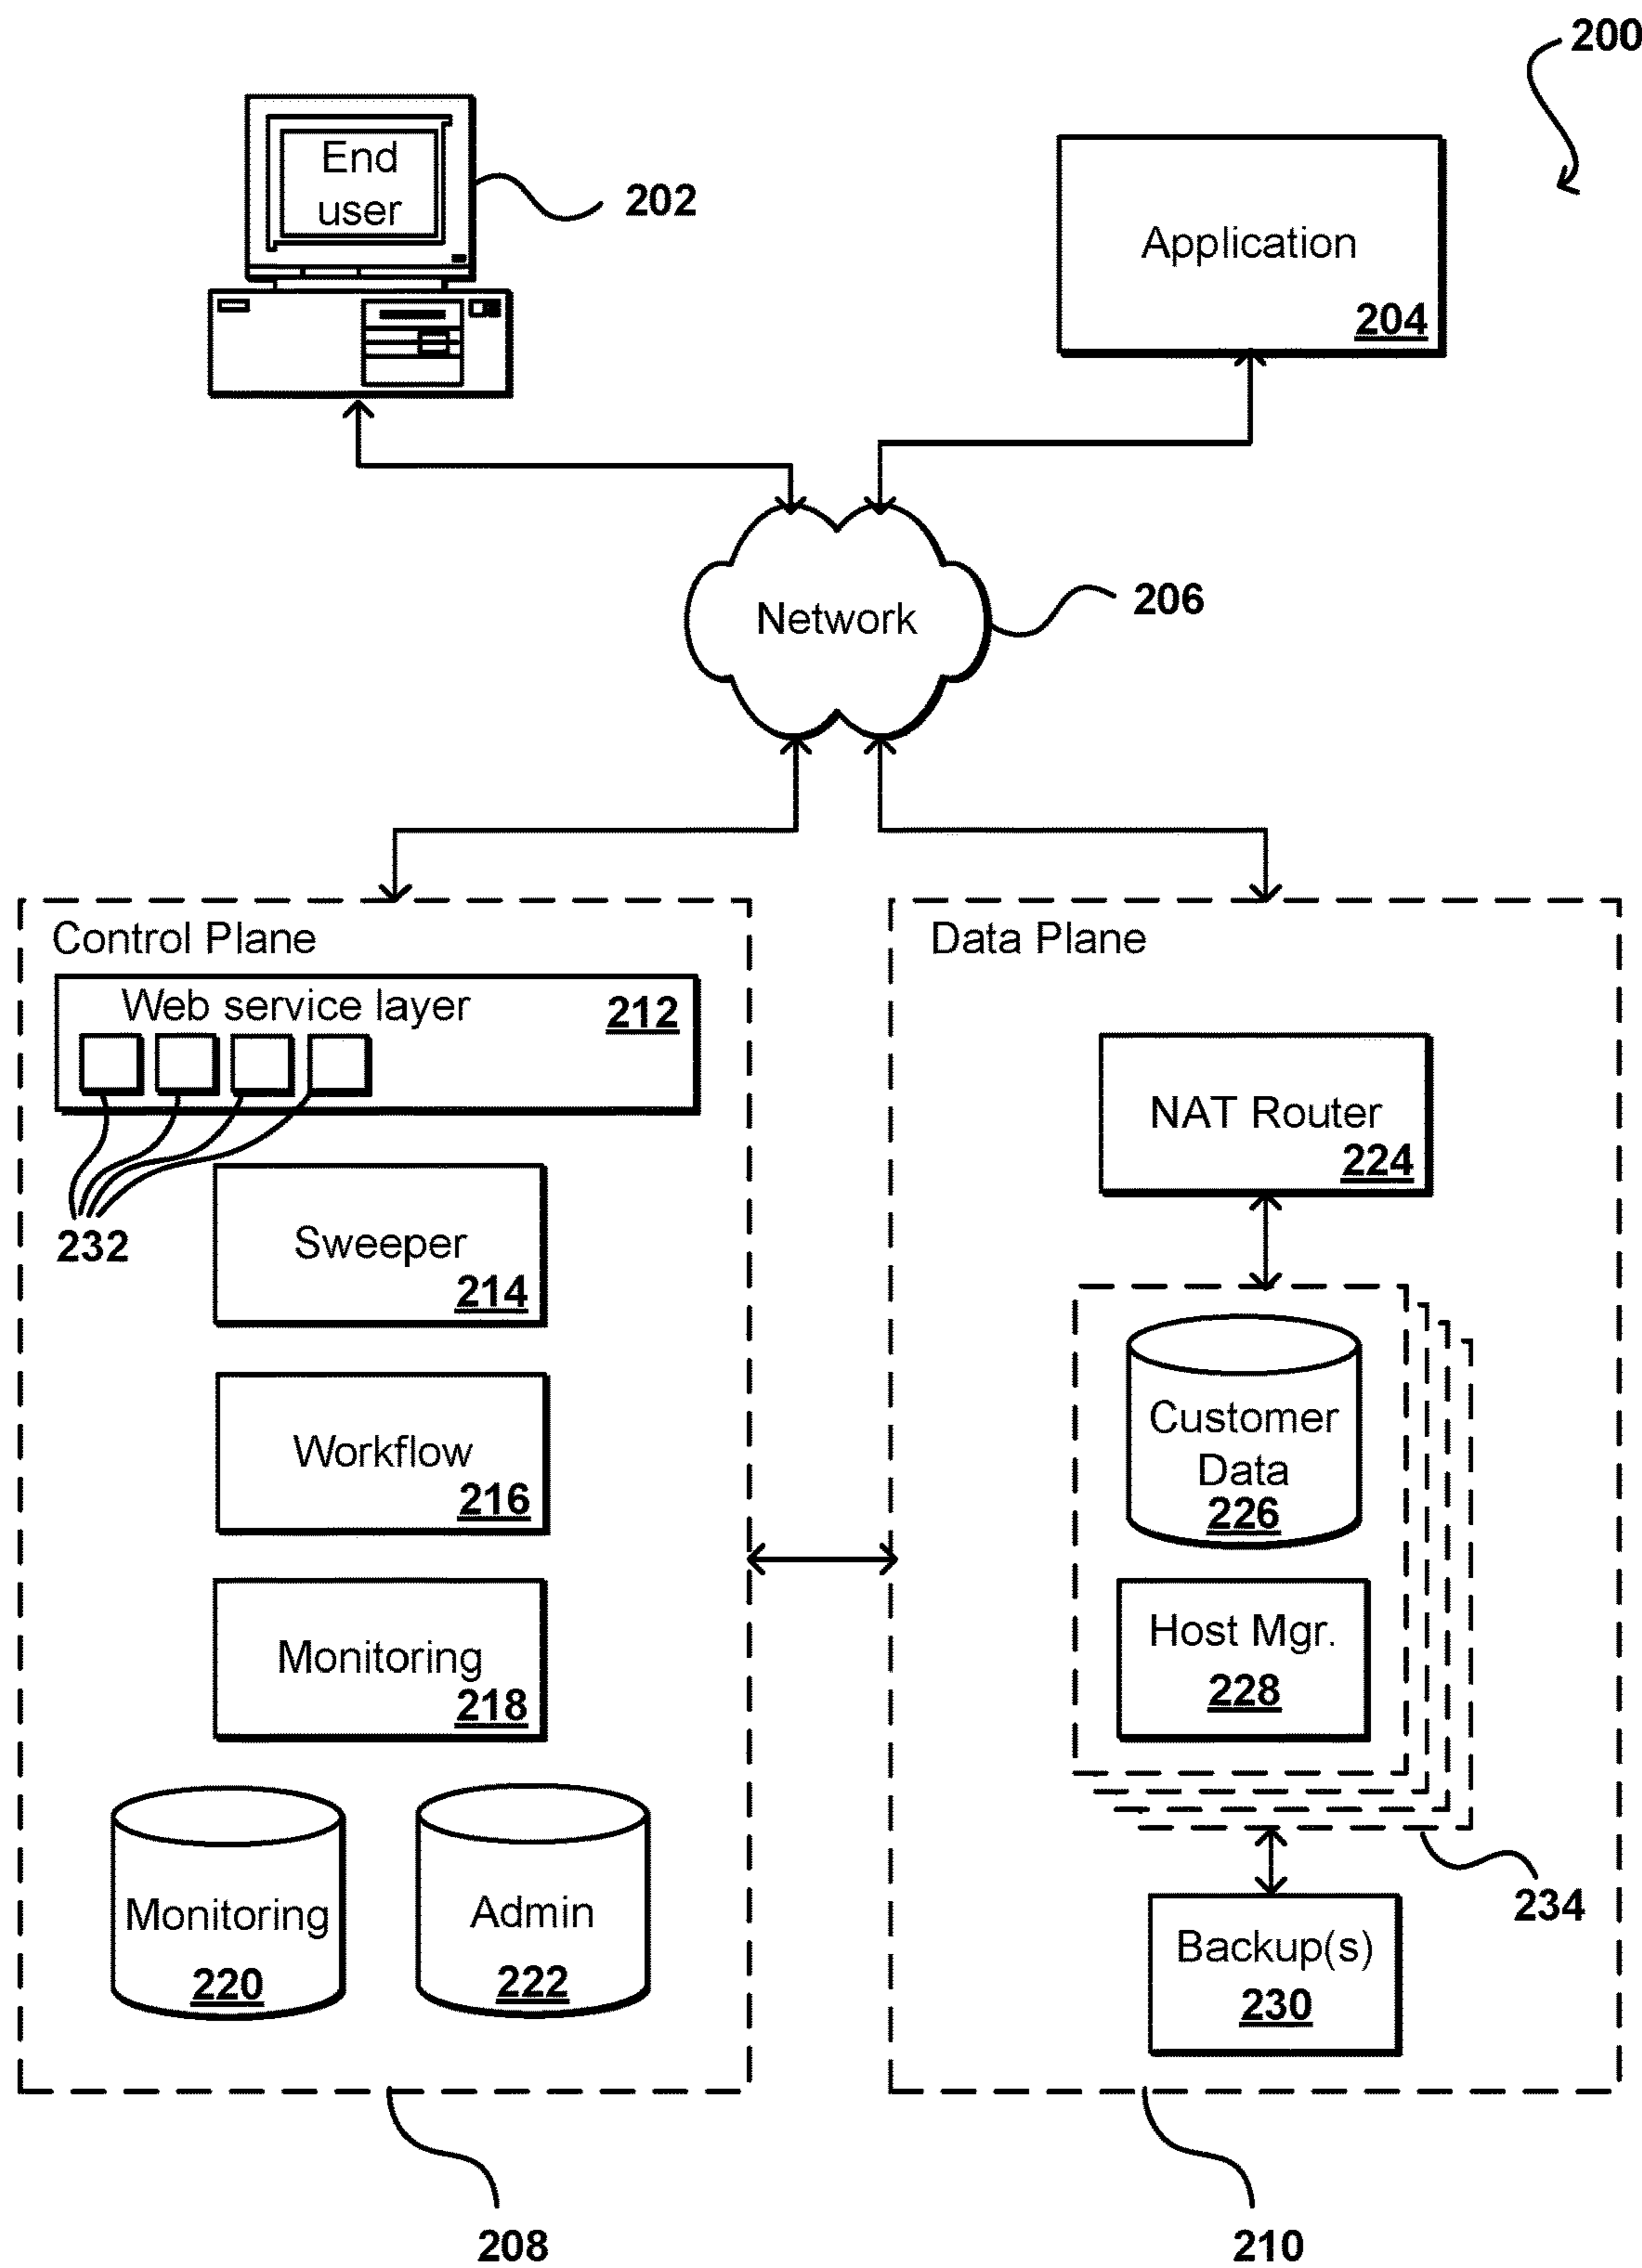 200
End
user
202
Application
204
Network
206
Control Plane
Web service layer
212
232
Sweeper
214
Workflow
216
Monitoring
218
Monitoring
220
Admin
222
208
Data Plane
NAT Router
224
Customer
Data
226
Host Mgr.
228
234
Backup(s)
230
210